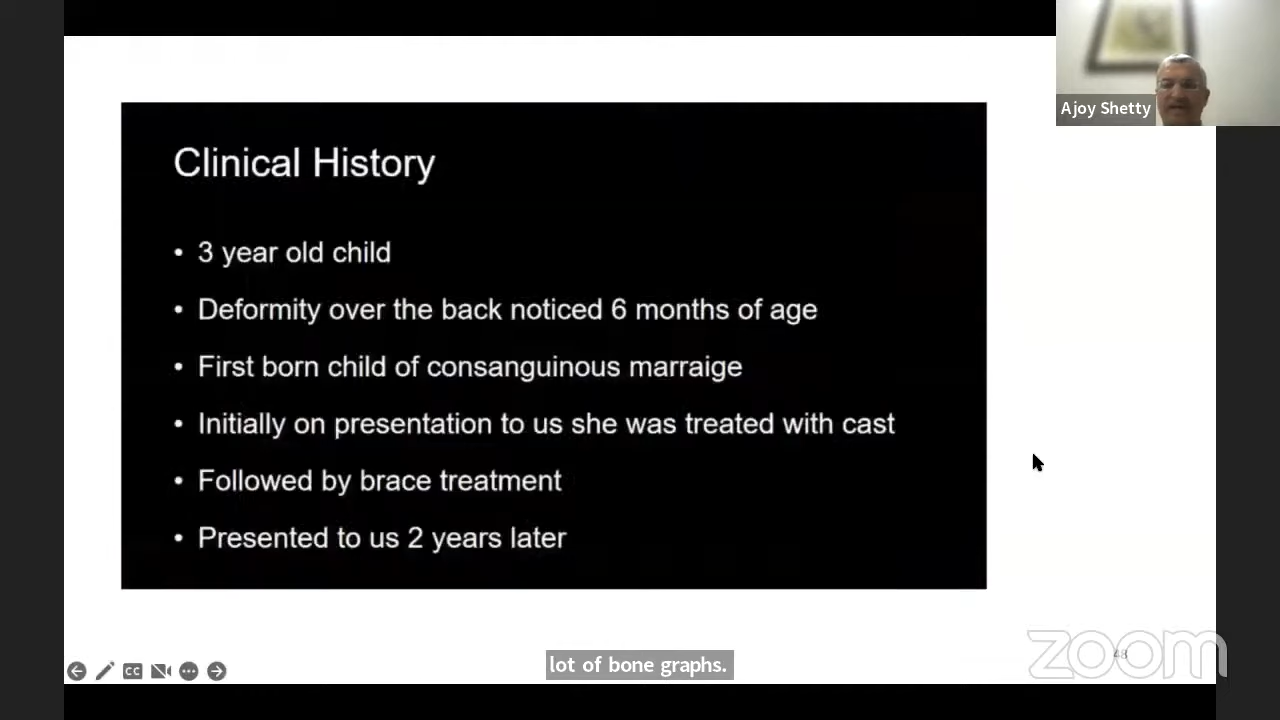 Ajoy Shetty
Clinical History
• 3 year old child
• Deformity over the back noticed 6 months of age
• First born child of consanguinous marraige
• Initially on presentation to us she was treated with cast
• Followed by brace treatment
• Presented to us 2 years later
lot of bone graphs.
CC
zoom
48